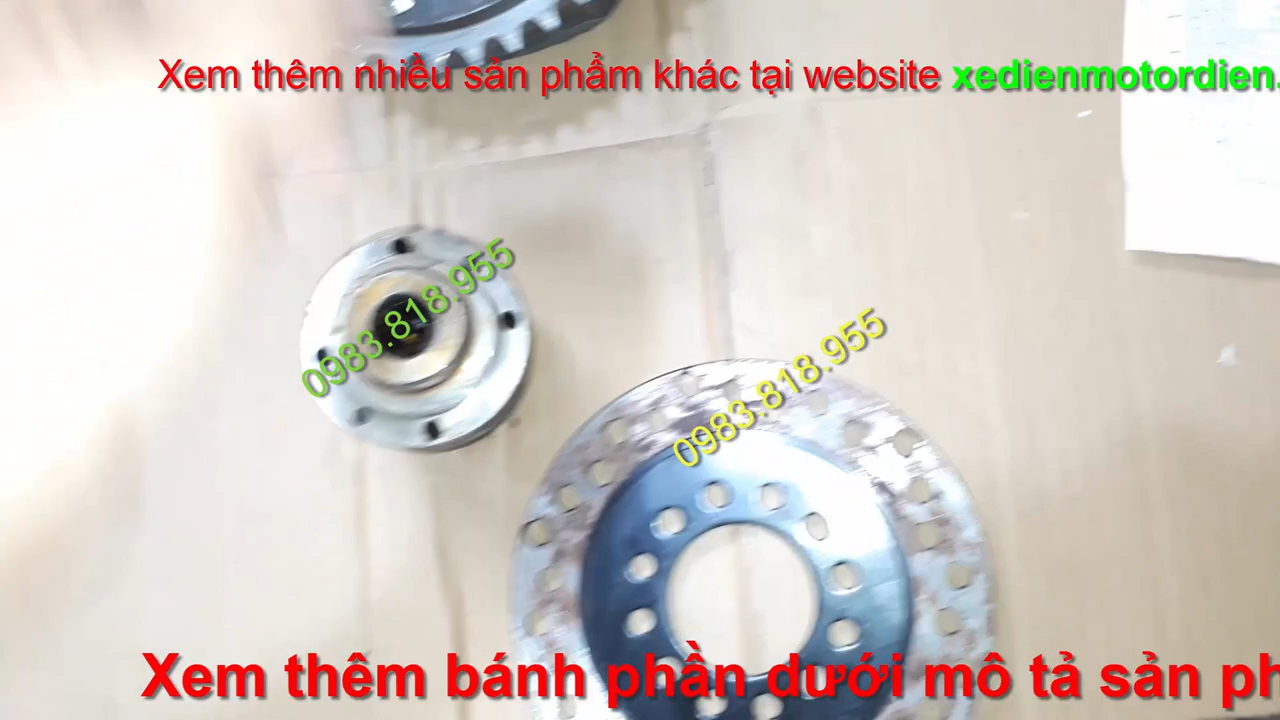 Xem thêm nhiều sản phẩm khác tại website xedienmotordien.
0983.818.955
0983.818.955
Xem thêm bánh phần dưới mô tả sản ph